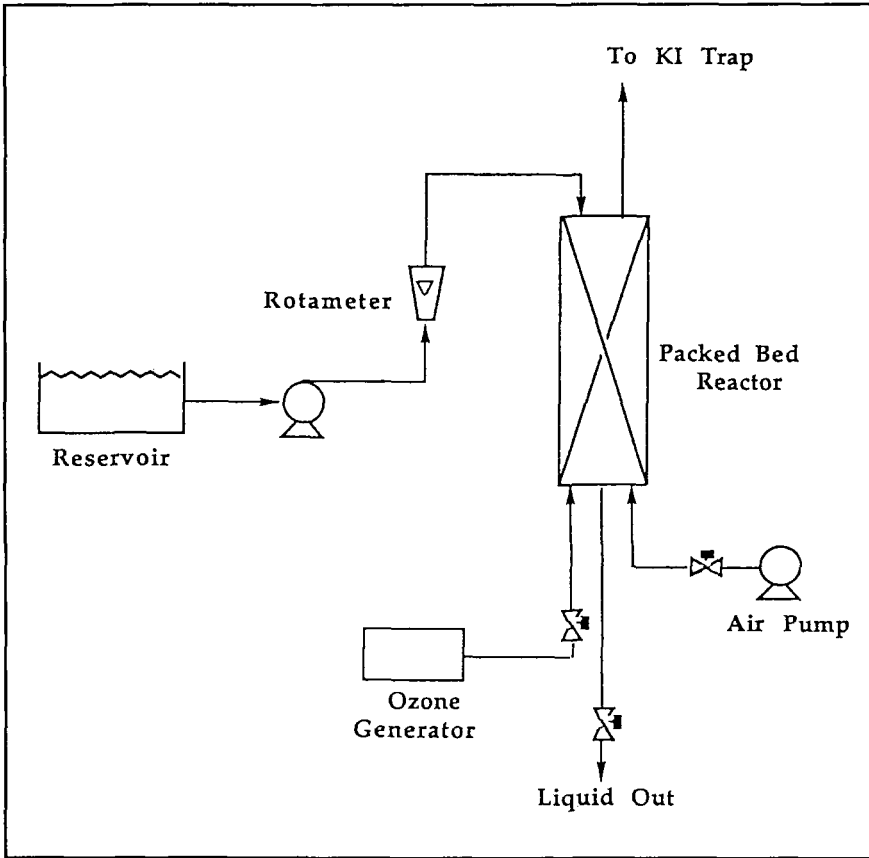 To KI Trap
Rotameter
Packed Bed
Reactor
Reservoir
Air Pump
Ozone
Generator
Liquid Out